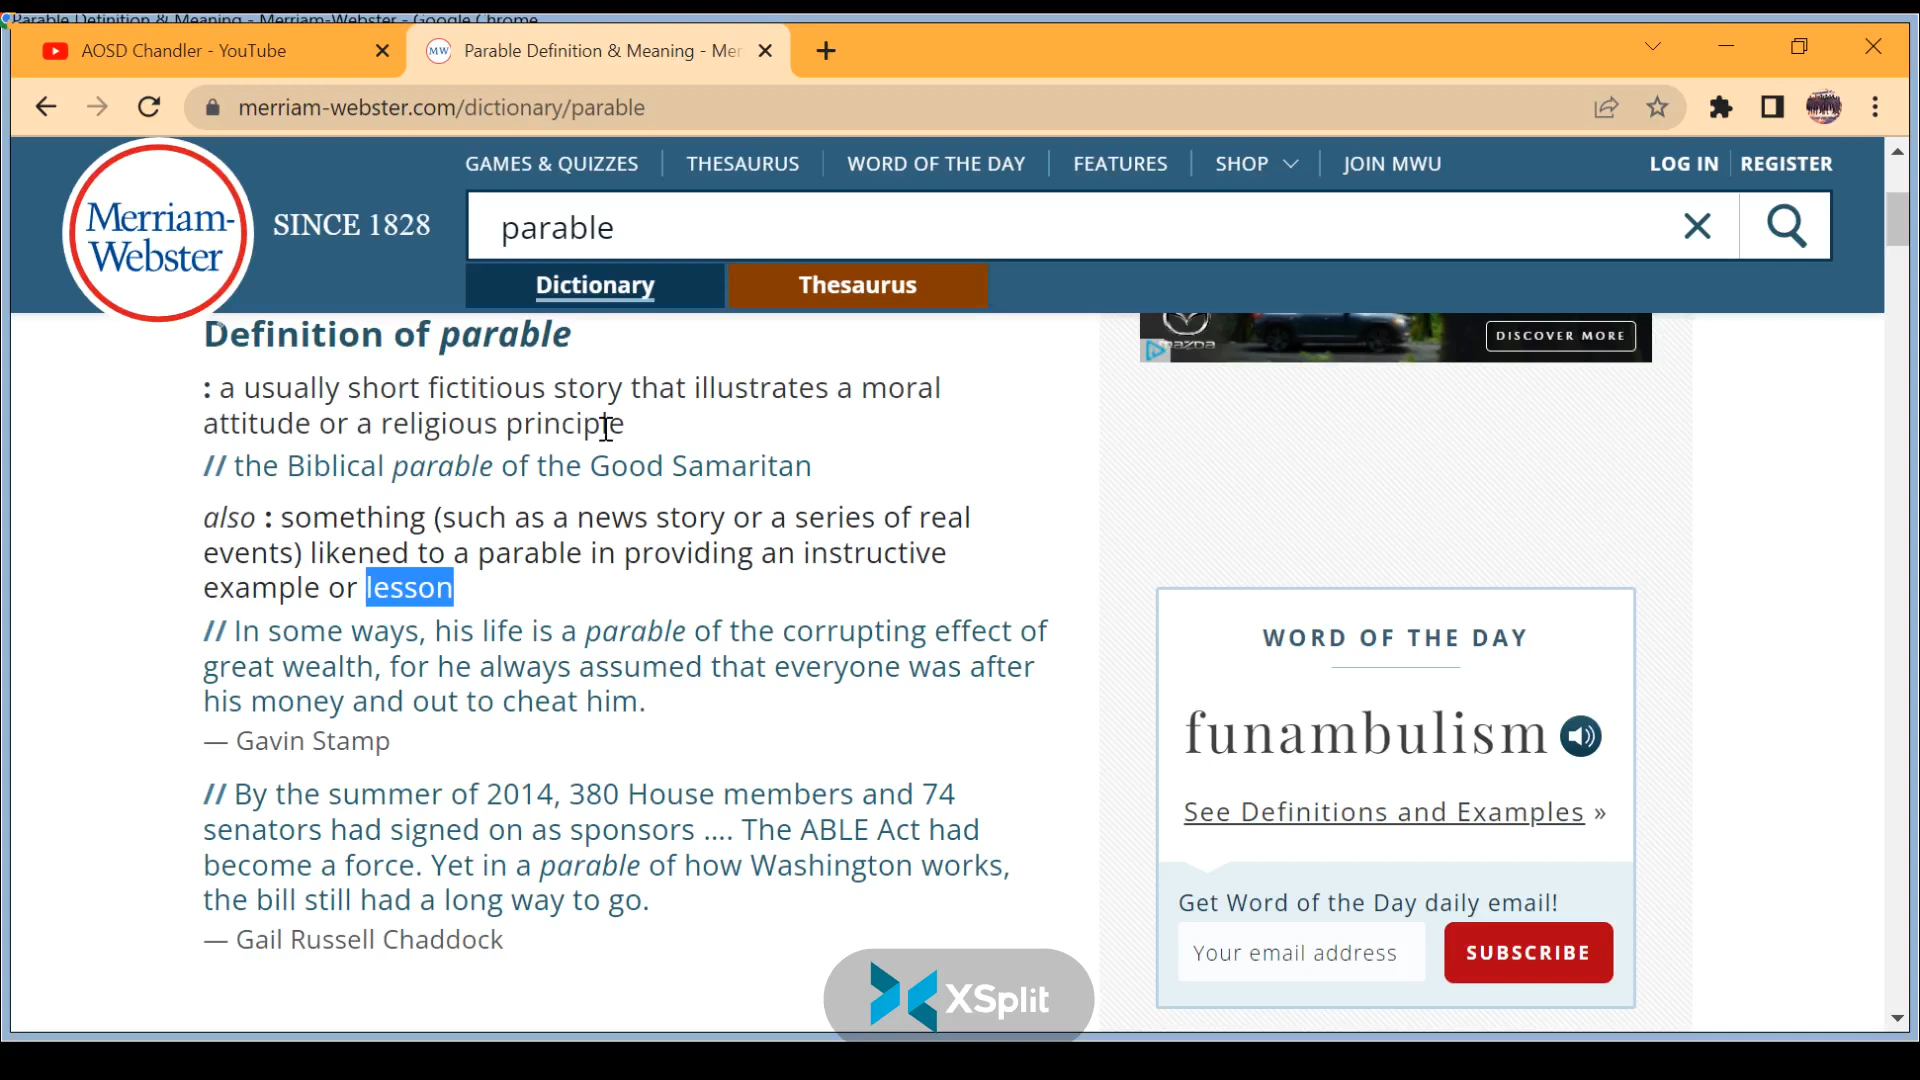 Parable Definition & Meaning - Merriam-Webster - Google Chrome
AOSD Chandler - YouTube
MW
Parable Definition & Meaning - Mer
merriam-webster.com/dictionary/parable
GAMES & QUIZZES
THESAURUS
WORD OF THE DAY
FEATURES
SHOP
JOIN MWU
LOG IN
REGISTER
Merriam-
Webster
SINCE 1828
parable
Dictionary
Thesaurus
Definition of parable
: a usually short fictitious story that illustrates a moral
attitude or a religious principle
// the Biblical parable of the Good Samaritan
also : something (such as a news story or a series of real
events) likened to a parable in providing an instructive
example or lesson
// In some ways, his life is a parable of the corrupting effect of
great wealth, for he always assumed that everyone was after
his money and out to cheat him.
— Gavin Stamp
// By the summer of 2014, 380 House members and 74
senators had signed on as sponsors .... The ABLE Act had
become a force. Yet in a parable of how Washington works,
the bill still had a long way to go.
— Gail Russell Chaddock
mazda
DISCOVER MORE
WORD OF THE DAY
funambulism
See Definitions and Examples »
Get Word of the Day daily email!
Your email address
SUBSCRIBE
XSplit